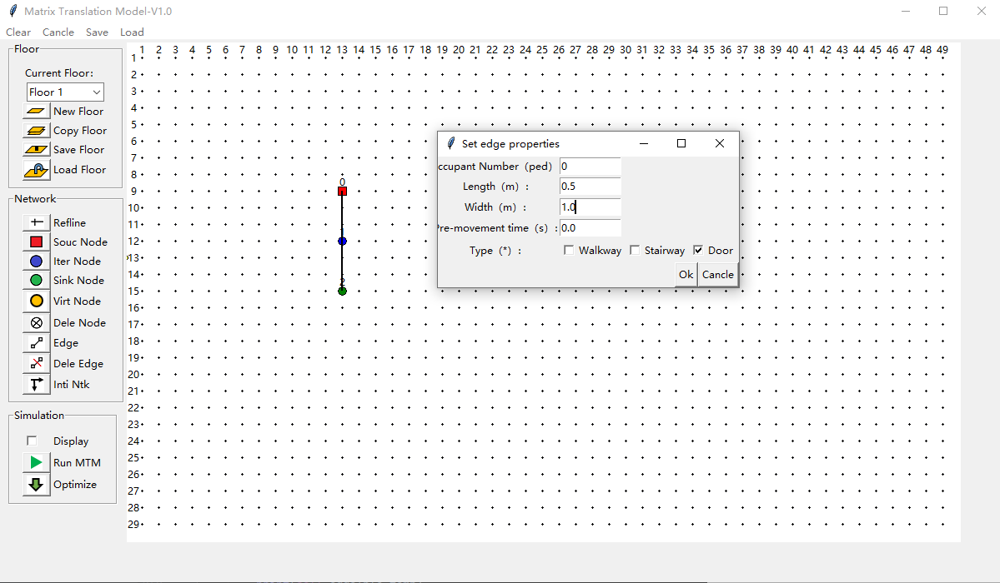 Matrix Translation Model-V1.0
Clear Cancle Save Load
Floor
Current Floor:
Floor 1
New Floor
Copy Floor
Save Floor
Load Floor
Network
Refline
Souc Node
Iter Node
Sink Node
Virt Node
Dele Node
Edge
Dele Edge
Inti Ntk
Simulation
Display
Run MTM
Optimize
1 2 3 4 5 6 7 8 9 10 11 12 13 14 15 16 17 18 19 20 21 22 23 24 25 26 27 28 29 30 31 32 33 34 35 36 37 38 39 40 41 42 43 44 45 46 47 48 49
1
2
3
4
5
6
7
8
9
10
11
12
13
14
15
16
17
18
19
20
21
22
23
24
25
26
27
28
29
0
2
Set edge properties
ccupant Number (ped) 0
Length (m) : 0.5
Width (m) : 1.0
re-movement time (s) : 0.0
Type (*) : Walkway Stairway Door
Ok Cancle